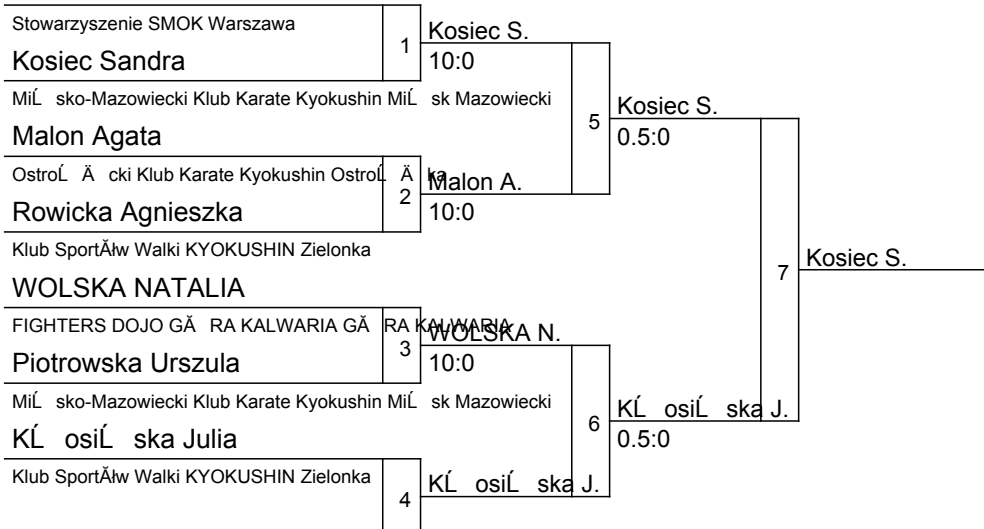 Stowarzyszenie SMOK Warszawa
Kosiec Sandra
1
Kosiec S.
10:0
MiĹ sko-Mazowiecki Klub Karate Kyokushin MiĹ sk Mazowiecki
Malon Agata
5
Kosiec S.
0.5:0
OstroĹ Ä cki Klub Karate Kyokushin OstroĹ Ä ka
Rowicka Agnieszka
2
Malon A.
10:0
Klub SportĂłw Walki KYOKUSHIN Zielonka
WOLSKA NATALIA
7
Kosiec S.
FIGHTERS DOJO GĂ RA KALWARIA GĂ RA KALWARIA
Piotrowska Urszula
3
WOLSKA N.
10:0
MiĹ sko-Mazowiecki Klub Karate Kyokushin MiĹ sk Mazowiecki
KĹ osiĹ ska Julia
6
KĹ osiĹ ska J.
0.5:0
Klub SportĂłw Walki KYOKUSHIN Zielonka
4
KĹ osiĹ ska J.